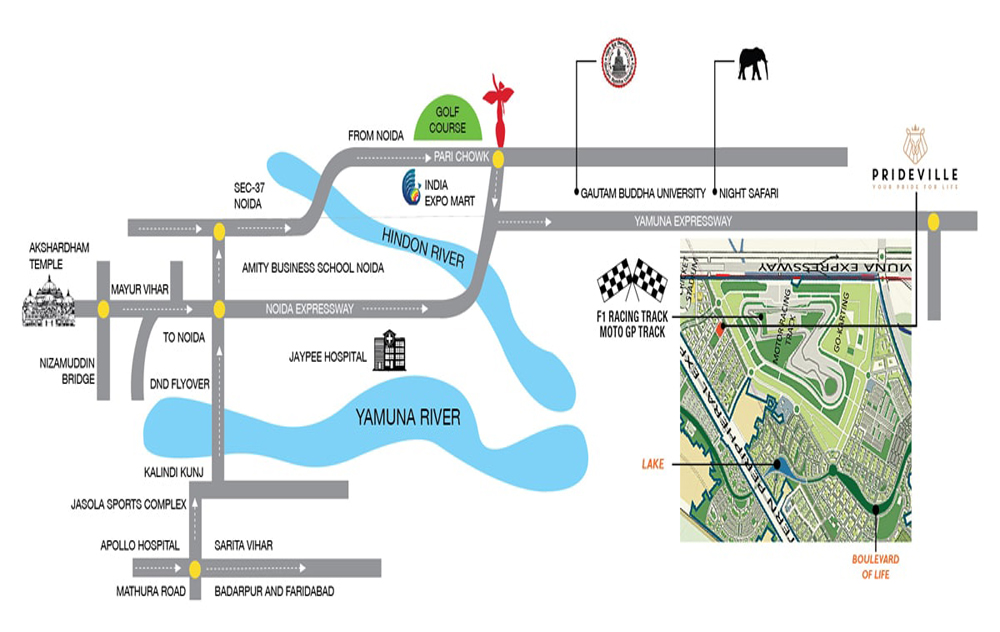 GOLF
COURSE
FROM NOIDA
PARI CHOWK
PRIDEVILLE
YOUR PRIDE FOR LIFE
SEC-37
NOIDA
INDIA
EXPO MART
GAUTAM BUDDHA UNIVERSITY
NIGHT SAFARI
YAMUNA EXPRESSWAY
HINDON RIVER
AKSHARDHAM
TEMPLE
AMITY BUSINESS SCHOOL NOIDA
MAYUR VIHAR
NOIDA EXPRESSWAY
TO NOIDA
JAYPEE HOSPITAL
NIZAMUDDIN
BRIDGE
DND FLYOVER
YAMUNA RIVER
KALINDI KUNJ
JASOLA SPORTS COMPLEX
APOLLO HOSPITAL
SARITA VIHAR
MATHURA ROAD
BADARPUR AND FARIDABAD
MUNA EXPRESSWAY
F1 RACING TRACK
MOTO GP TRACK
MOTOR RACING
TRACK
GO-KARTING
TERN PERIPHERAL EXP
LAKE
BOULEVARD
OF LIFE